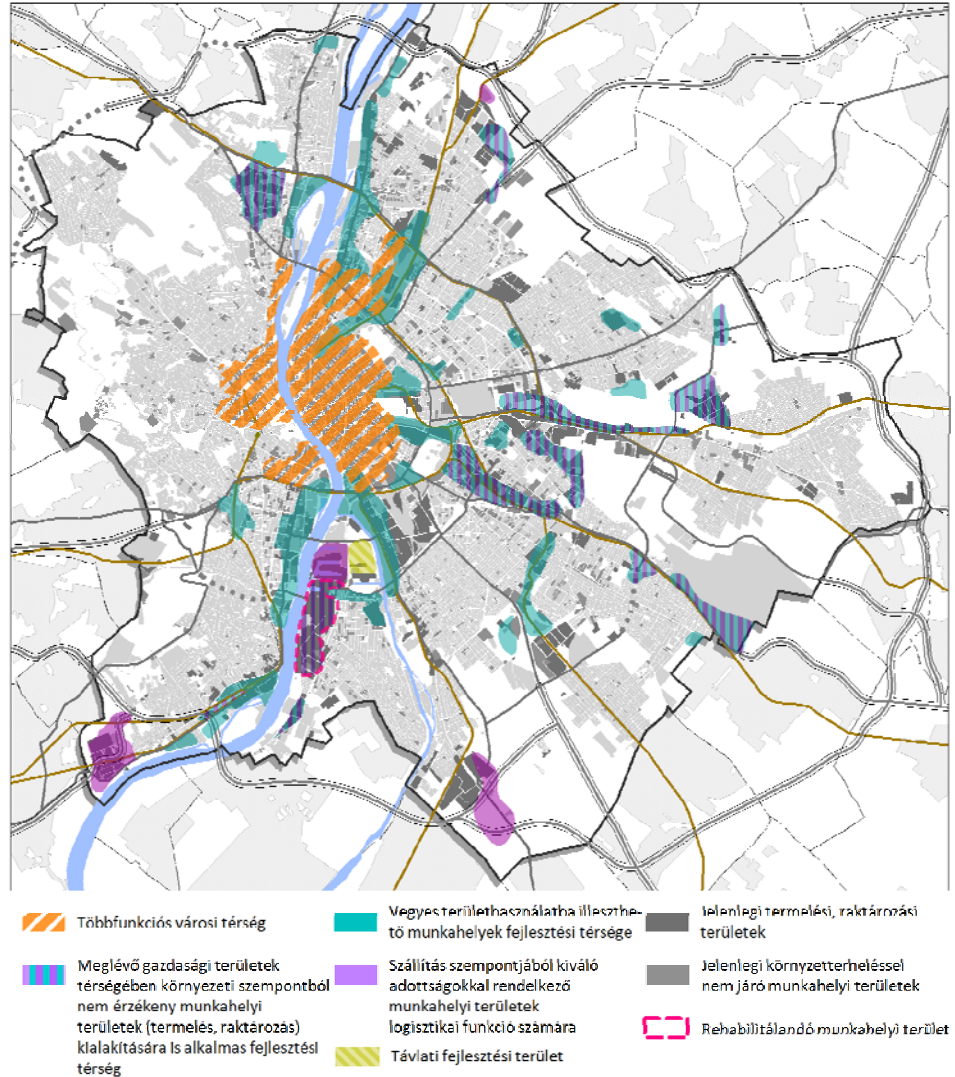 Többfunkciós városi térség
Meglévő gazdasági területek
térségében környezeti szempontból
nem érzékeny munkahelyi
területek (termelés, raktározás)
kialakítására is alkalmas fejlesztési
térség
Vegyes területhasználatba illeszthe-
tő munkahelyek fejlesztési térsége
Szállítás szempontjából kiváló
adottságokkal rendelkező
munkahelyi területek
logisztikai funkció számára
Távlati fejlesztési terület
Jelenlegi termelési, raktározási
területek
Jelenlegi környzetterheléssel
nem járó munkahelyi területek
Rehabilitálandó munkahelyi terület